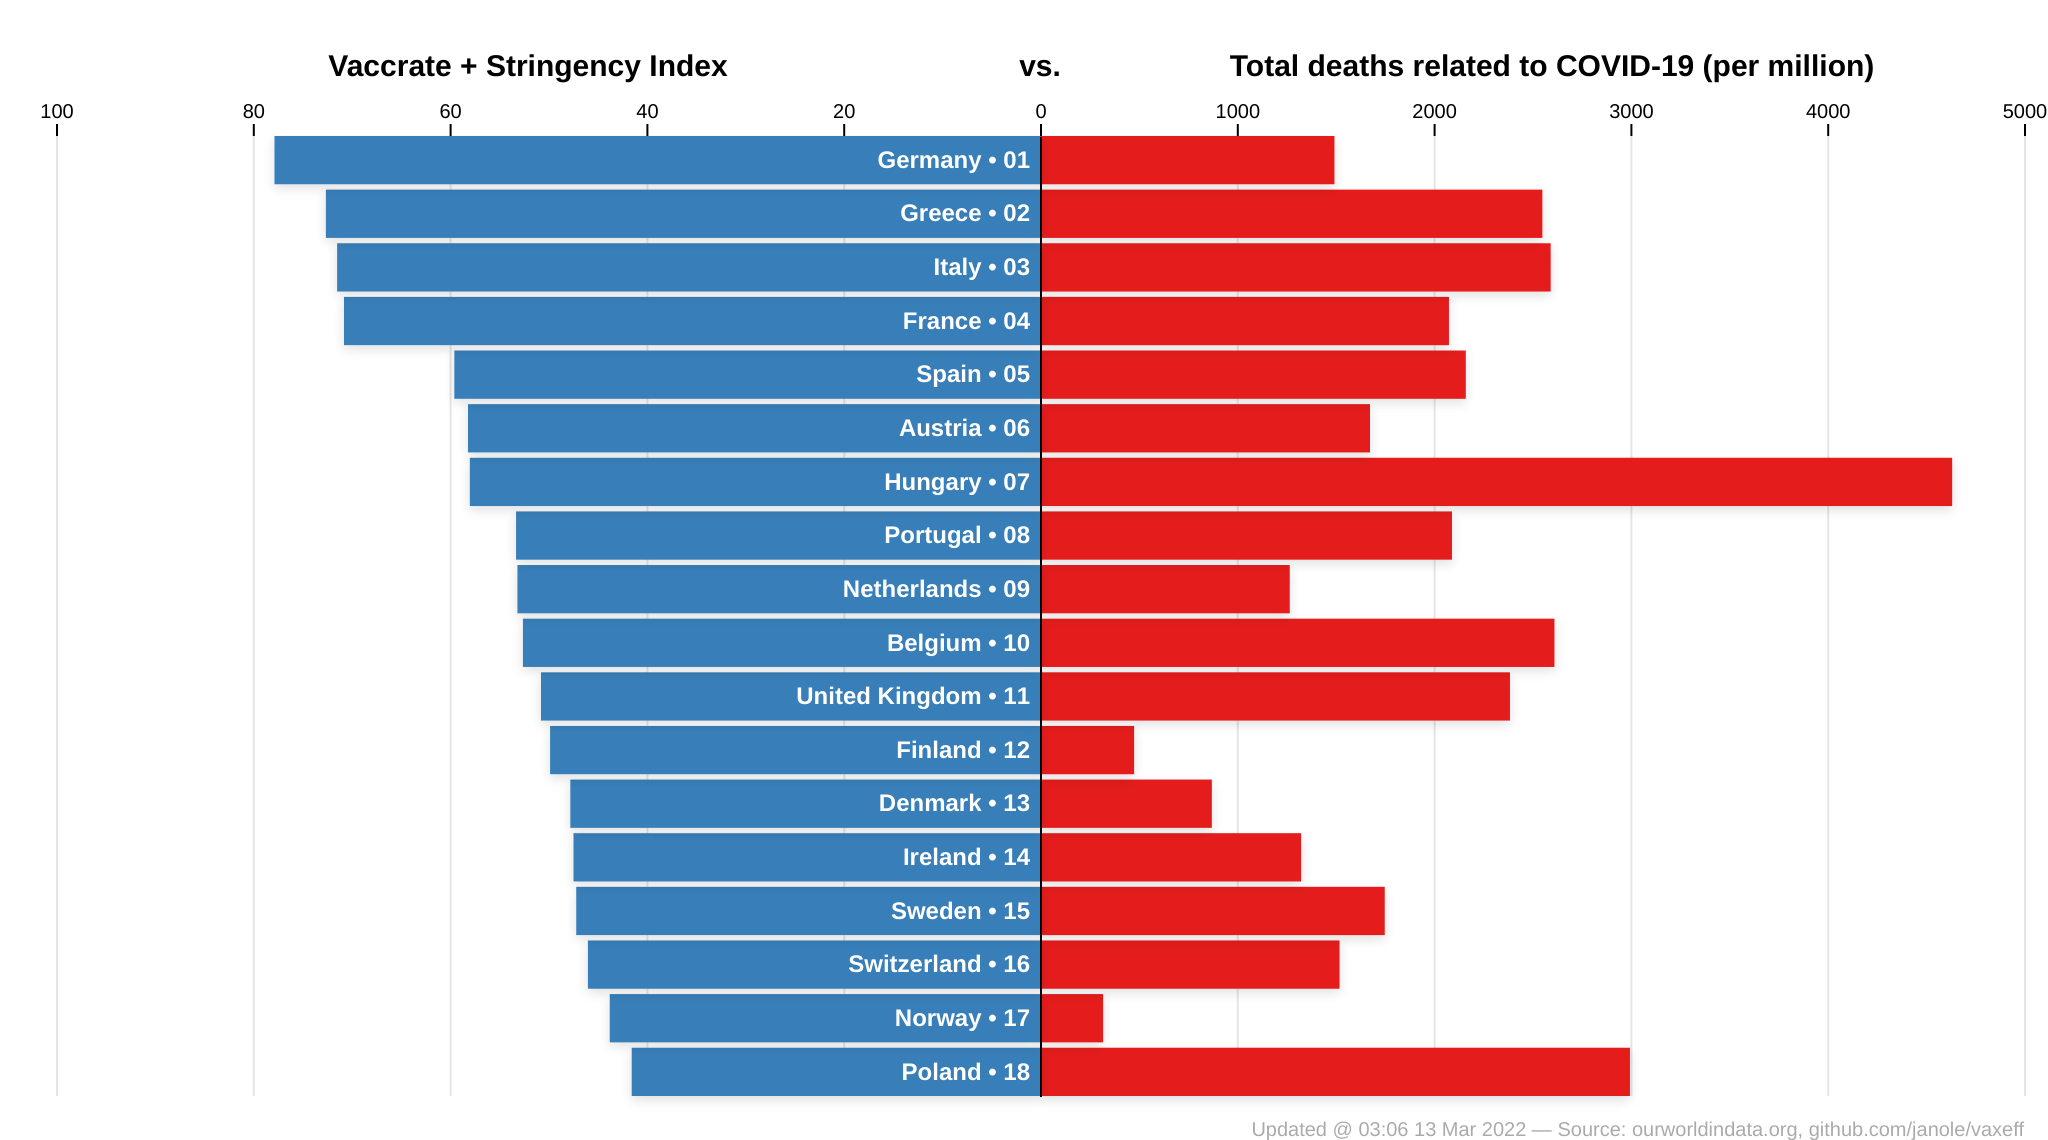 Vaccrate + Stringency Index vs. Total deaths related to COVID-19 (per million)
100 80 60 40 20 0 1000 2000 3000 4000 5000
Germany • 01
Greece • 02
Italy • 03
France • 04
Spain • 05
Austria • 06
Hungary • 07
Portugal • 08
Netherlands • 09
Belgium • 10
United Kingdom • 11
Finland • 12
Denmark • 13
Ireland • 14
Sweden • 15
Switzerland • 16
Norway • 17
Poland • 18
Updated @ 03:06 13 Mar 2022 — Source: ourworldindata.org, github.com/janole/vaxeff